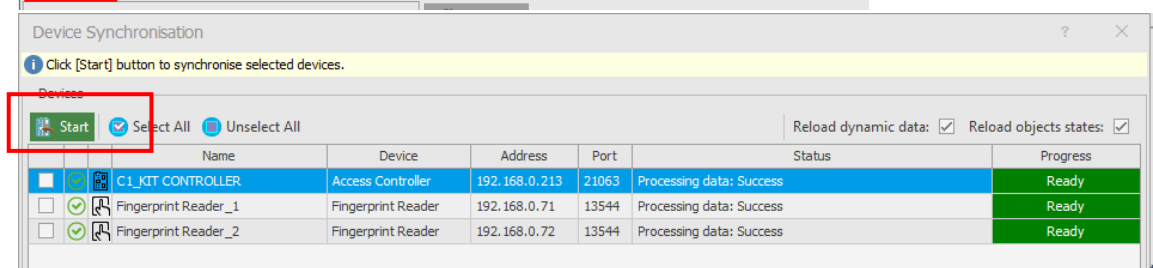 Device Synchronisation ?
Click [Start] button to synchronise selected devices.
Devices
Start Select All Unselect All Reload dynamic data: Reload objects states:
Name Device Address Port Status Progress
C1_KIT CONTROLLER Access Controller 192.168.0.213 21063 Processing data: Success Ready
Fingerprint Reader_1 Fingerprint Reader 192.168.0.71 13544 Processing data: Success Ready
Fingerprint Reader_2 Fingerprint Reader 192.168.0.72 13544 Processing data: Success Ready